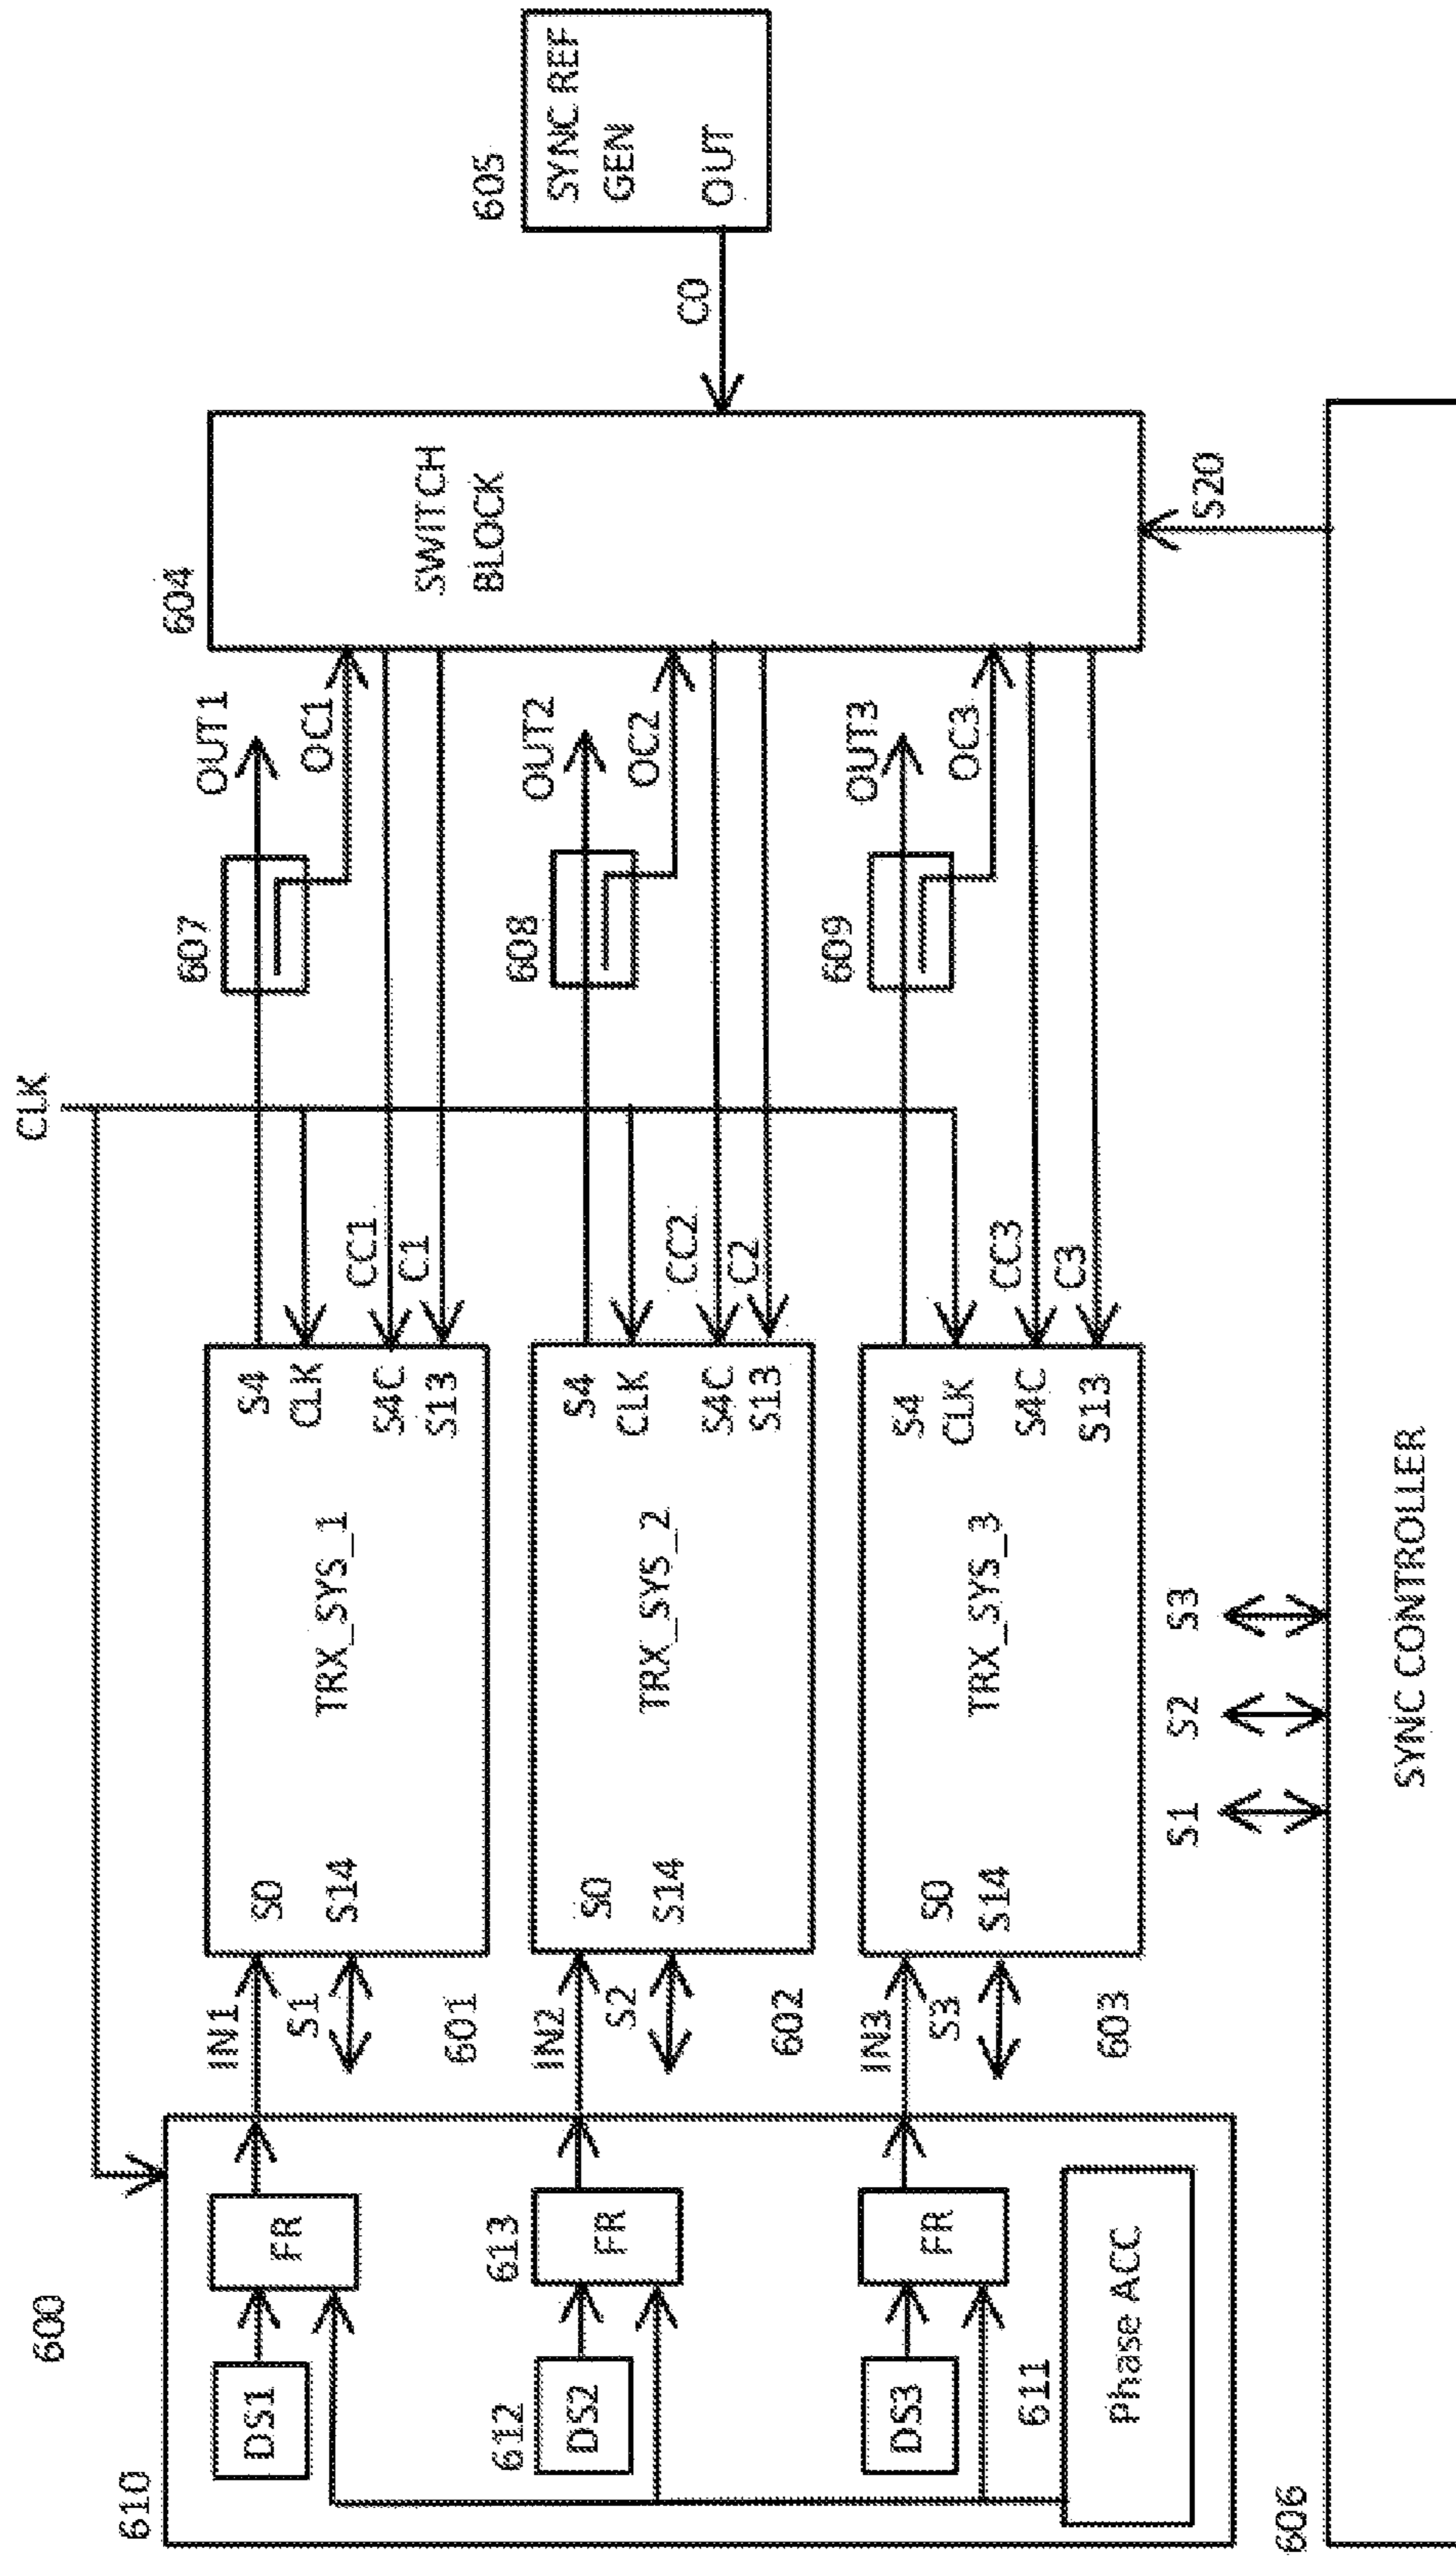 600
610
DS1
FR
612
DS2
613
FR
DS3
FR
611
Phase ACC
CLK
IN1
S1
601
S0
S14
TRX_SYS_1
S4
CLK
S4C
S13
CC1
C1
607
OUT1
OC1
IN2
S2
602
S0
S14
TRX_SYS_2
S4
CLK
S4C
S13
CC2
C2
608
OUT2
OC2
IN3
S3
603
S0
S14
TRX_SYS_3
S4
CLK
S4C
S13
CC3
C3
609
OUT3
OC3
604
SWITCH
BLOCK
C0
605
SYNC REF
GEN
OUT
S1
S2
S3
S20
606
SYNC CONTROLLER